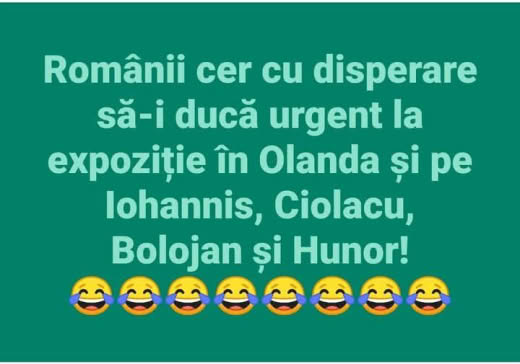 Românii cer cu disperare
să-i ducă urgent la
expoziție în Olanda și pe
Iohannis, Ciolacu,
Bolojan și Hunor!
😂😂😂😂😂😂😂😂